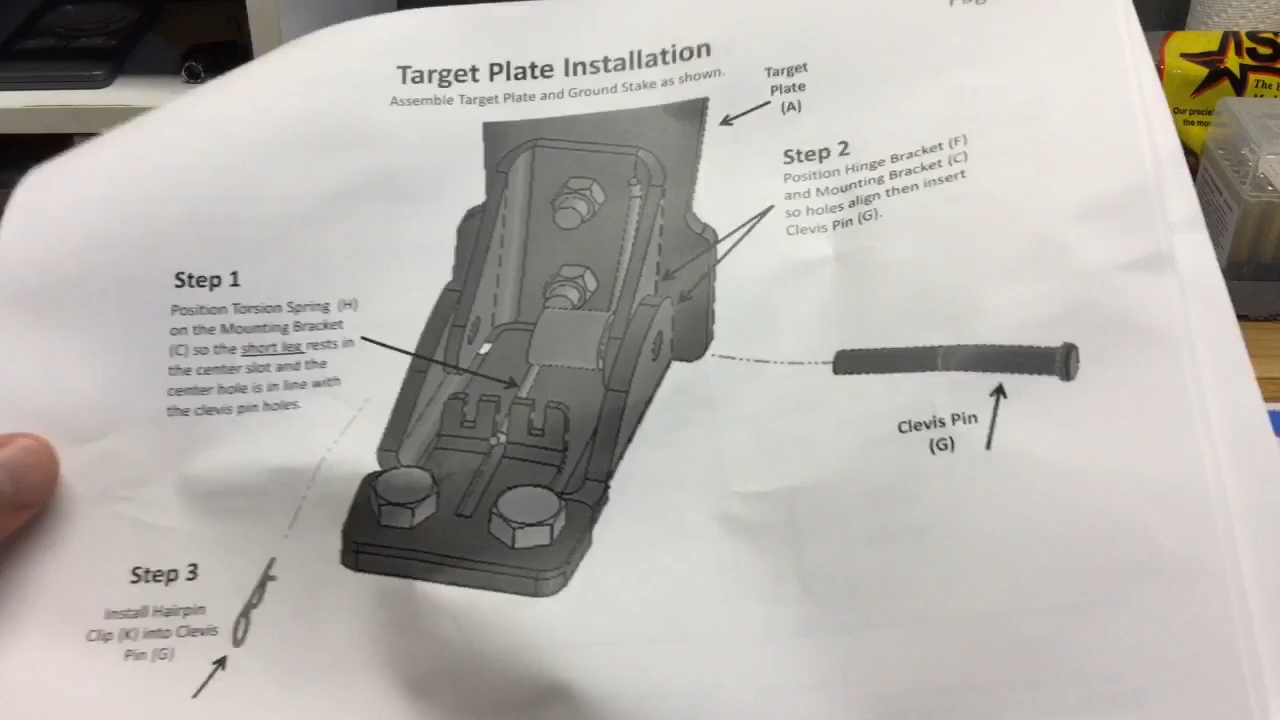 Target Plate Installation
Assemble Target Plate and Ground Stake as shown.
Target
Plate
(A)
Step 2
Position Hinge Bracket (F)
and Mounting Bracket (C)
so holes align then insert
Clevis Pin (G).
Step 1
Position Torsion Spring (H)
on the Mounting Bracket
(C) so the short leg rests in
the center slot and the
center hole is in line with
the clevis pin holes.
Clevis Pin
(G)
Step 3
Install Hairpin
Clip (K) into Clevis
Pin (G)
The
Our
the